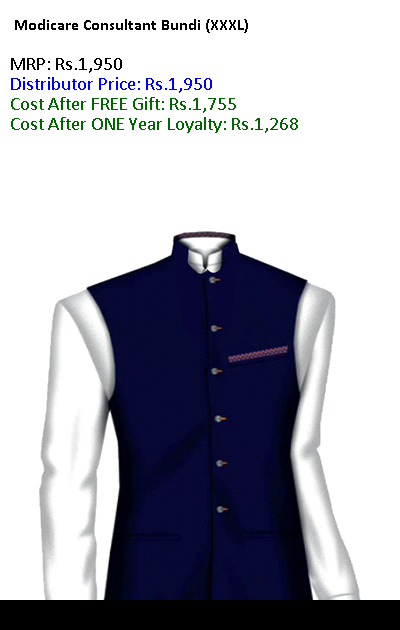 Modicare Consultant Bundi (XXXL)
MRP: Rs.1,950
Distributor Price: Rs.1,950
Cost After FREE Gift: Rs.1,755
Cost After ONE Year Loyalty: Rs.1,268